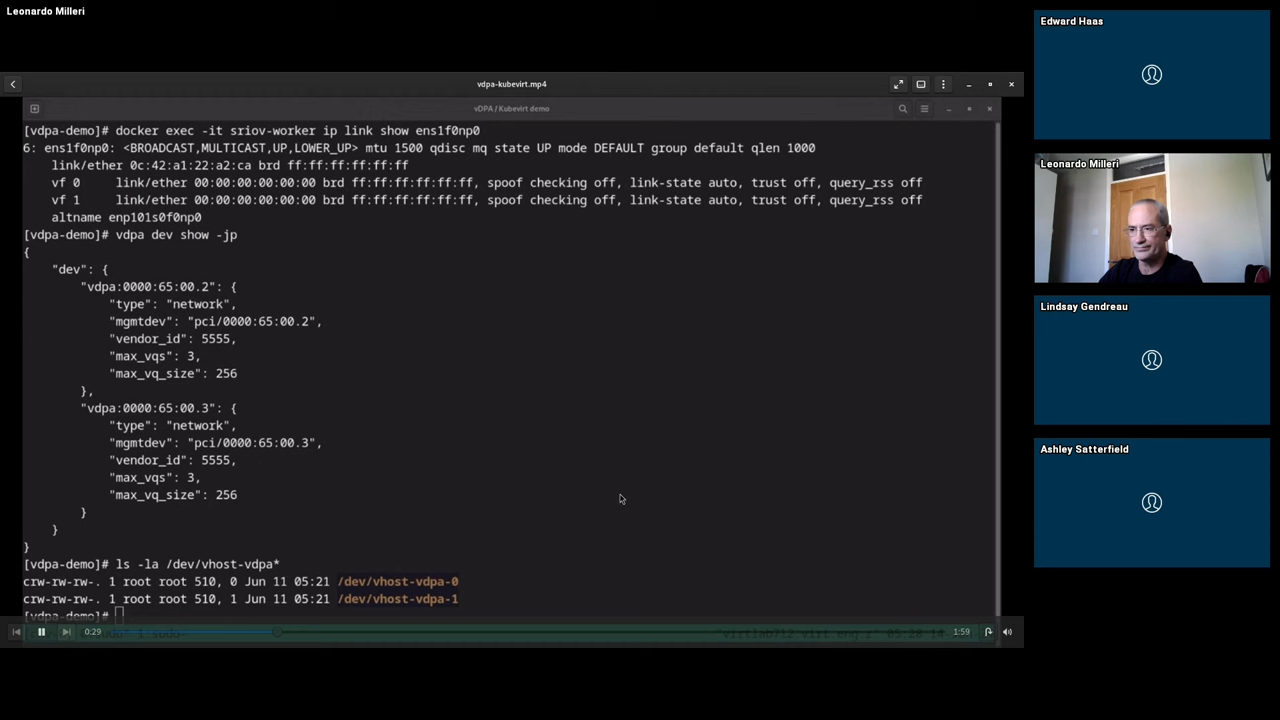 Leonardo Milleri
vdpa-kubevirt.mp4
vDPA / Kubevirt demo
[vdpa-demo]# docker exec -it sriov-worker ip link show ens1f0np0
6: ens1f0np0: <BROADCAST,MULTICAST,UP,LOWER_UP> mtu 1500 qdisc mq state UP mode DEFAULT group default qlen 1000
link/ether 0c:42:a1:22:a2:ca brd ff:ff:ff:ff:ff:ff
vf 0     link/ether 00:00:00:00:00:00 brd ff:ff:ff:ff:ff:ff, spoof checking off, link-state auto, trust off, query_rss off
vf 1     link/ether 00:00:00:00:00:00 brd ff:ff:ff:ff:ff:ff, spoof checking off, link-state auto, trust off, query_rss off
altname enp101s0f0np0
[vdpa-demo]# vdpa dev show -jp
{
"dev": {
"vdpa:0000:65:00.2": {
"type": "network",
"mgmtdev": "pci/0000:65:00.2",
"vendor_id": 5555,
"max_vqs": 3,
"max_vq_size": 256
},
"vdpa:0000:65:00.3": {
"type": "network",
"mgmtdev": "pci/0000:65:00.3",
"vendor_id": 5555,
"max_vqs": 3,
"max_vq_size": 256
}
}
}
[vdpa-demo]# ls -la /dev/vhost-vdpa*
crw-rw-rw-. 1 root root 510, 0 Jun 11 05:21 /dev/vhost-vdpa-0
crw-rw-rw-. 1 root root 510, 1 Jun 11 05:21 /dev/vhost-vdpa-1
[vdpa-demo]#
0:29
1:59
Edward Haas
Leonardo Milleri
Lindsay Gendreau
Ashley Satterfield